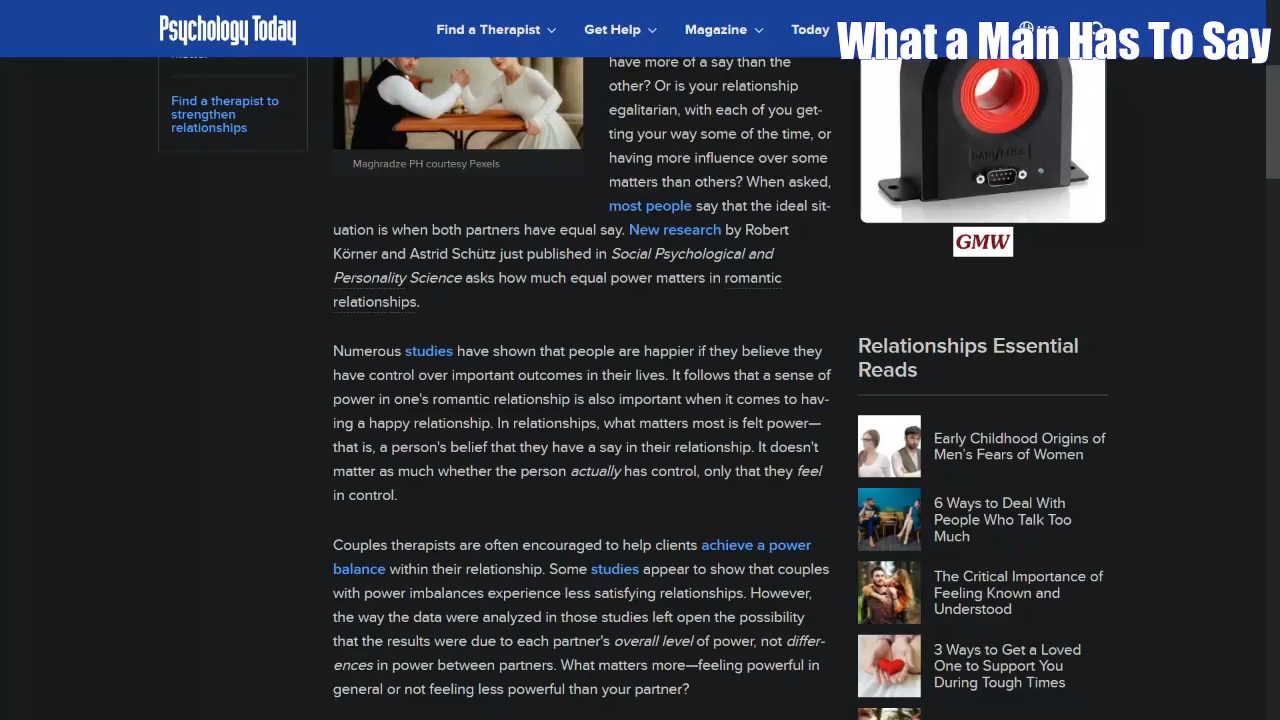 Psychology Today
Find a Therapist
Get Help
Magazine
Today
What a Man Has To Say
Find a therapist to
strengthen
relationships
Maghradze PH courtesy Pexels
have more of a say than the
other? Or is your relationship
egalitarian, with each of you get-
ting your way some of the time, or
having more influence over some
matters than others? When asked,
most people say that the ideal sit-
uation is when both partners have equal say. New research by Robert
Körner and Astrid Schütz just published in Social Psychological and
Personality Science asks how much equal power matters in romantic
relationships.
Numerous studies have shown that people are happier if they believe they
have control over important outcomes in their lives. It follows that a sense of
power in one's romantic relationship is also important when it comes to hav-
ing a happy relationship. In relationships, what matters most is felt power—
that is, a person's belief that they have a say in their relationship. It doesn't
matter as much whether the person actually has control, only that they feel
in control.
Couples therapists are often encouraged to help clients achieve a power
balance within their relationship. Some studies appear to show that couples
with power imbalances experience less satisfying relationships. However,
the way the data were analyzed in those studies left open the possibility
that the results were due to each partner's overall level of power, not differ-
ences in power between partners. What matters more—feeling powerful in
general or not feeling less powerful than your partner?
GMW
Relationships Essential
Reads
Early Childhood Origins of
Men's Fears of Women
6 Ways to Deal With
People Who Talk Too
Much
The Critical Importance of
Feeling Known and
Understood
3 Ways to Get a Loved
One to Support You
During Tough Times